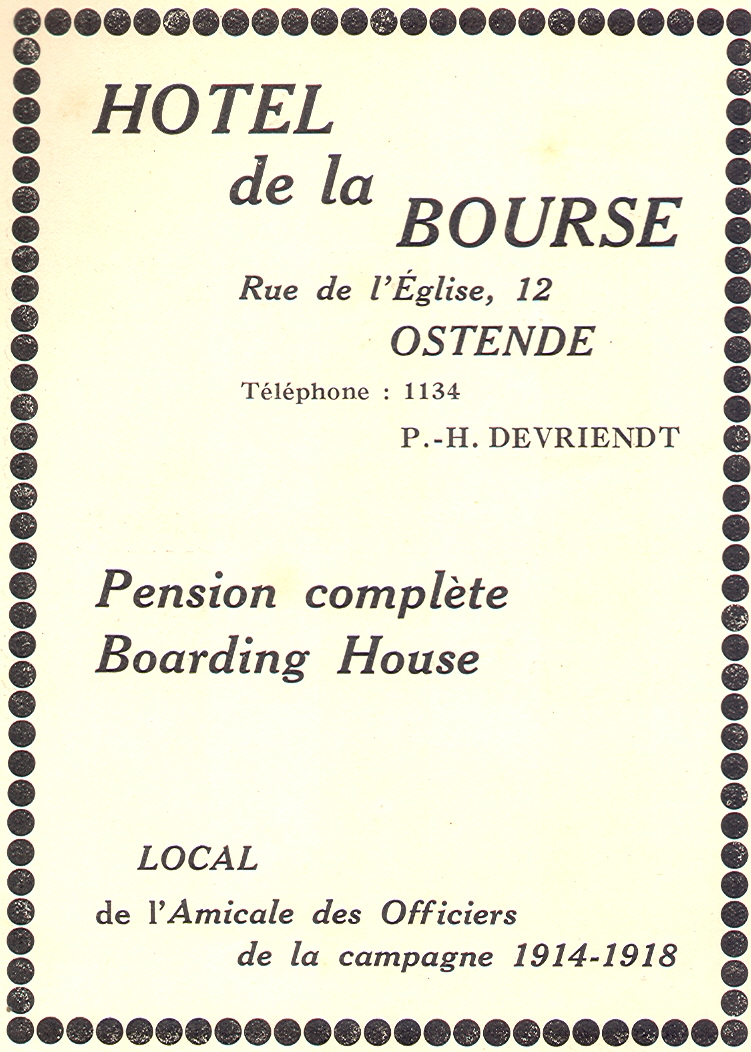 HOTEL
de la
BOURSE
Rue de l'Église, 12
OSTENDE
Téléphone : 1134
P.-H. DEVRIENDT
Pension complète
Boarding House
LOCAL
de l'Amicale des Officiers
de la campagne 1914-1918